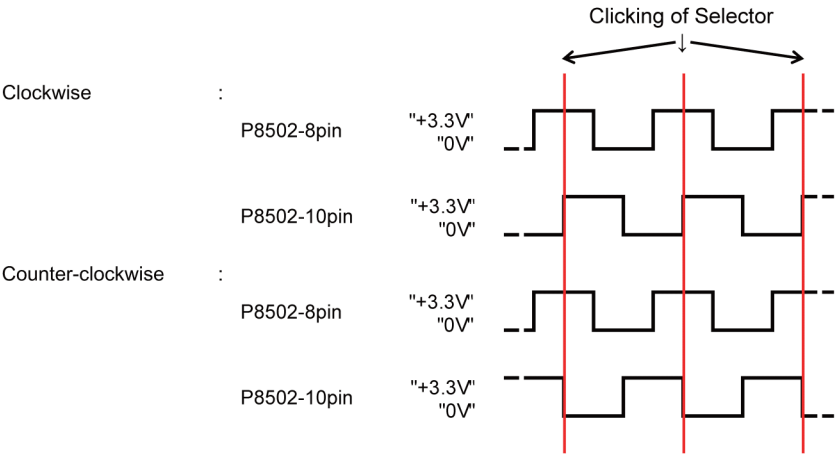 Clicking of Selector
↓
Clockwise :
P8502-8pin "+3.3V"
"0V"
P8502-10pin "+3.3V"
"0V"
Counter-clockwise :
P8502-8pin "+3.3V"
"0V"
P8502-10pin "+3.3V"
"0V"